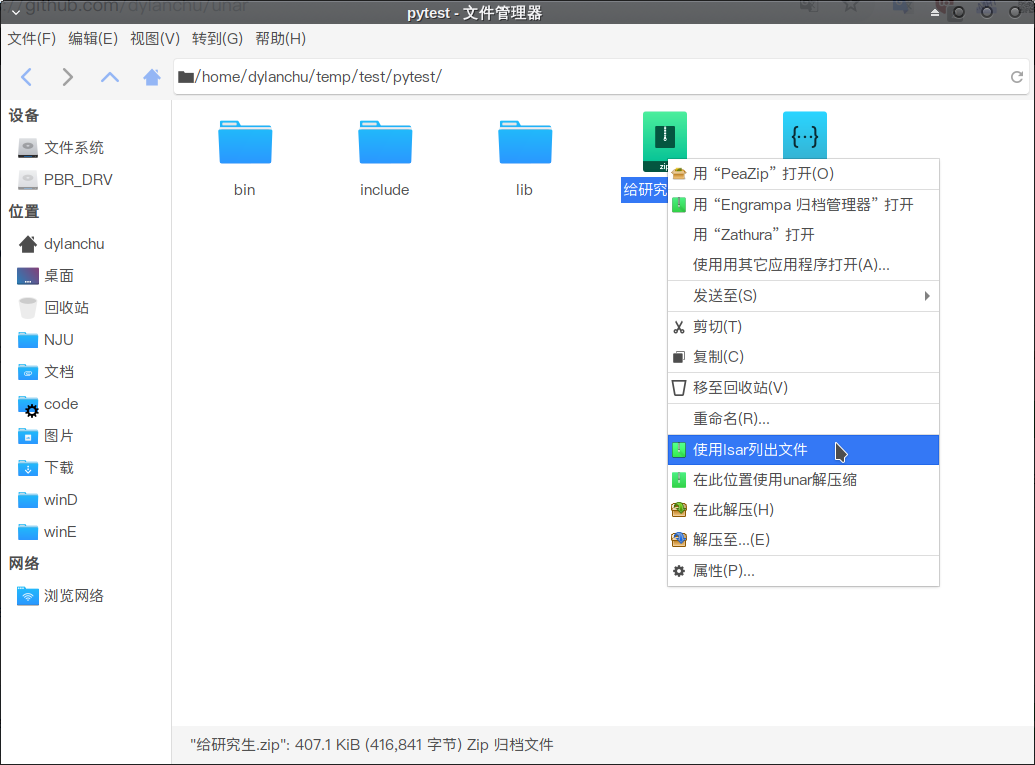 github.com/dylanchu/unar
pytest - 文件管理器
文件(F) 编辑(E) 视图(V) 转到(G) 帮助(H)
/home/dylanchu/temp/test/pytest/
设备
文件系统
PBR_DRV
位置
dylanchu
桌面
回收站
NJU
文档
code
图片
下载
winD
winE
网络
浏览网络
bin
include
lib
zip
给研究
{···}
用“PeaZip”打开(O)
用“Engrampa 归档管理器”打开
用“Zathura”打开
使用用其它应用程序打开(A)...
发送至(S)
剪切(T)
复制(C)
移至回收站(V)
重命名(R)...
使用lsar列出文件
在此位置使用unar解压缩
在此解压(H)
解压至...(E)
属性(P)...
"给研究生.zip": 407.1 KiB (416,841 字节) Zip 归档文件